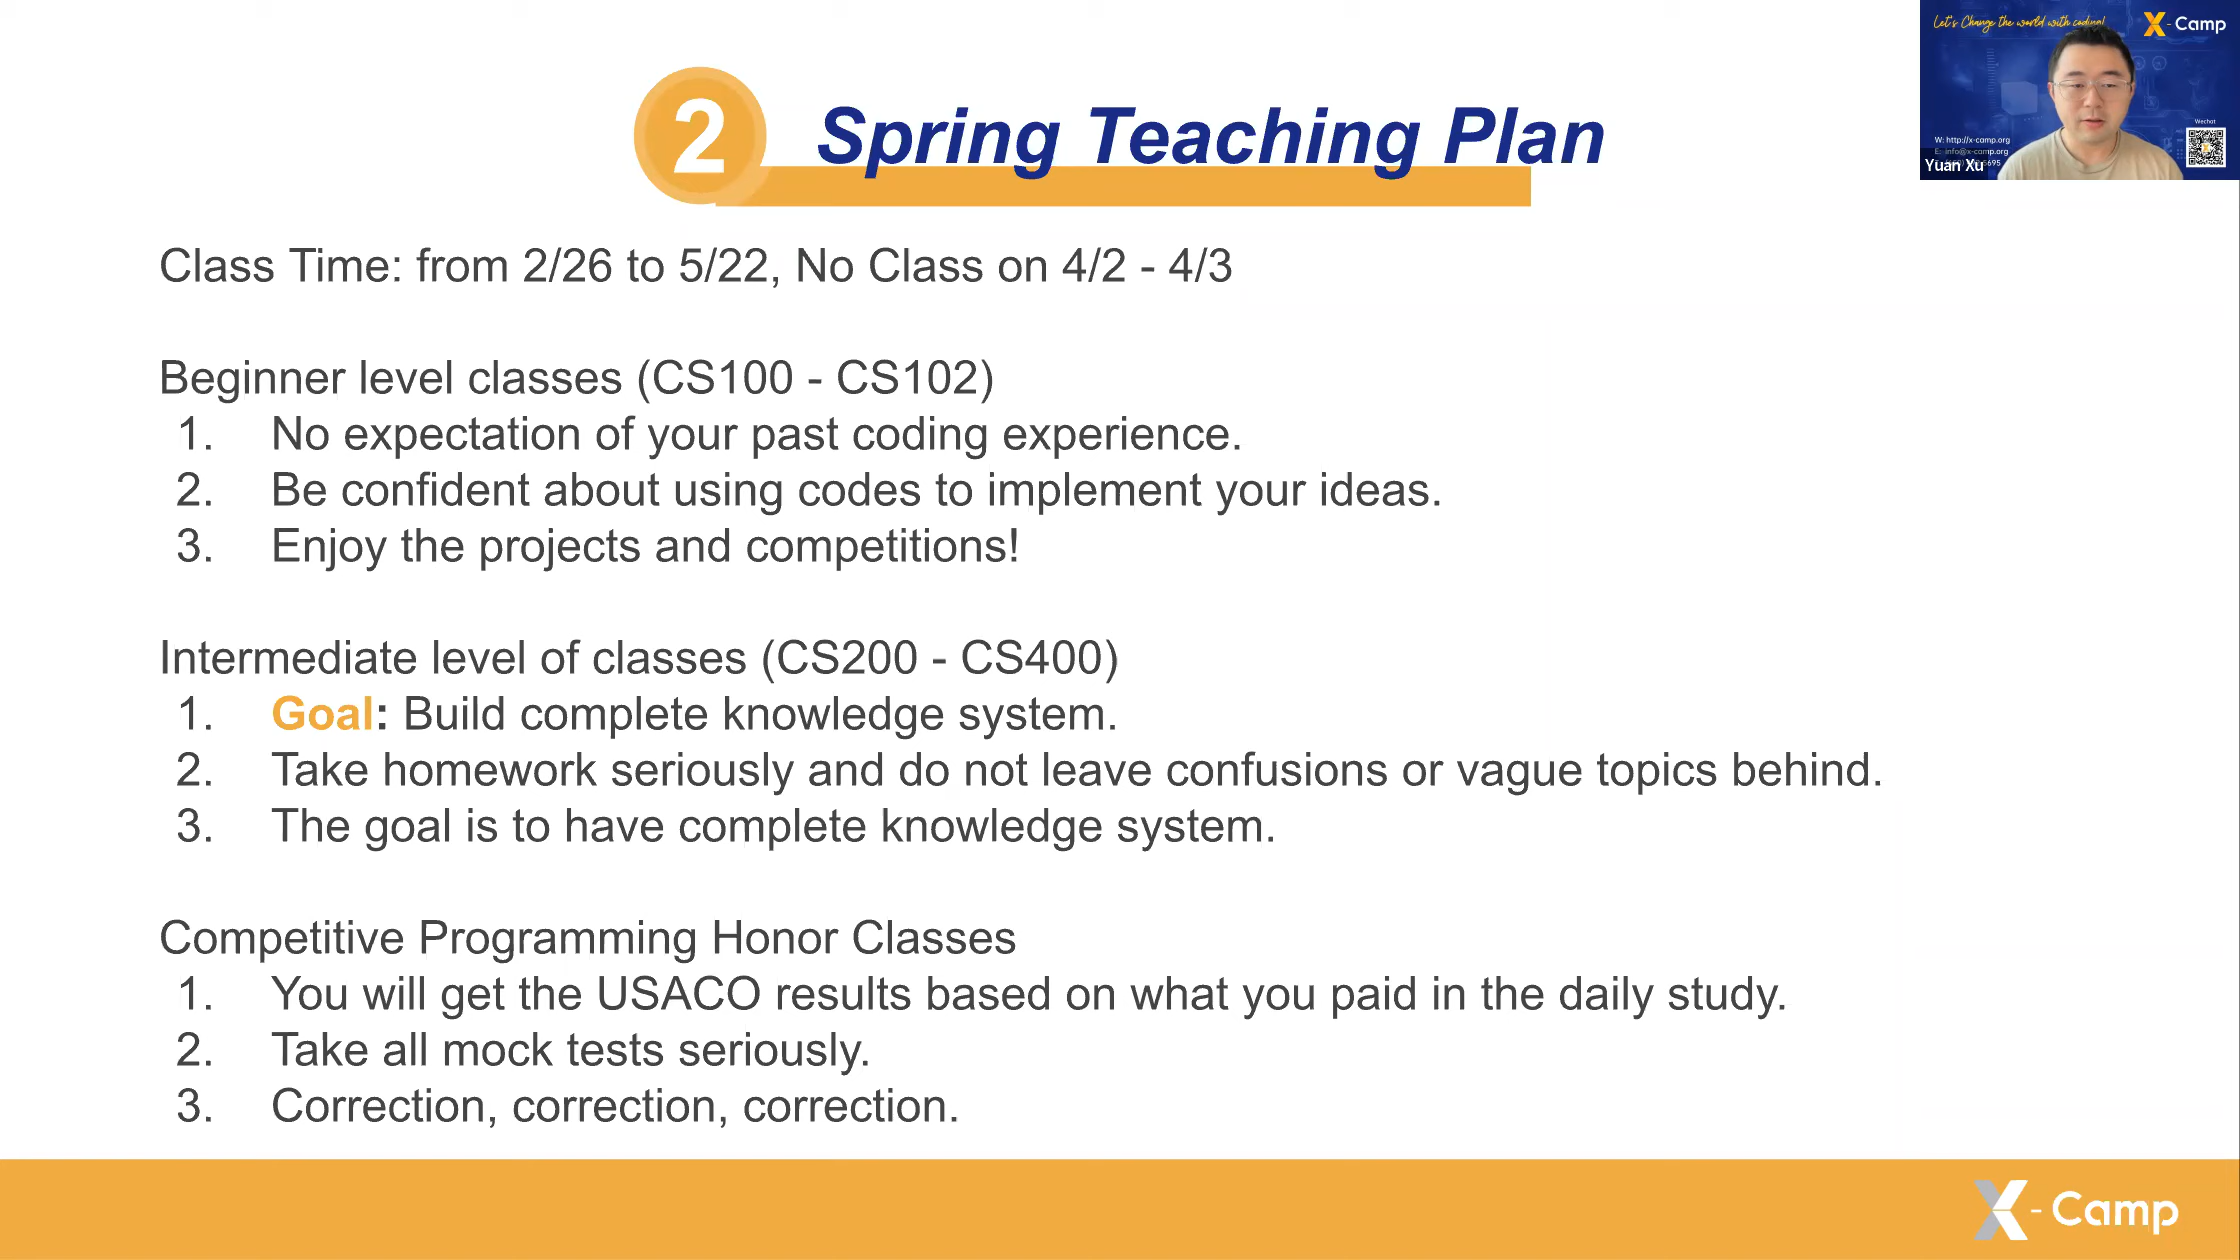 2 Spring Teaching Plan
Class Time: from 2/26 to 5/22, No Class on 4/2 - 4/3
Beginner level classes (CS100 - CS102)
1. No expectation of your past coding experience.
2. Be confident about using codes to implement your ideas.
3. Enjoy the projects and competitions!
Intermediate level of classes (CS200 - CS400)
1. Goal: Build complete knowledge system.
2. Take homework seriously and do not leave confusions or vague topics behind.
3. The goal is to have complete knowledge system.
Competitive Programming Honor Classes
1. You will get the USACO results based on what you paid in the daily study.
2. Take all mock tests seriously.
3. Correction, correction, correction.
X - Camp
Let's Change the world with coding!
X - Camp
Wechat
W: http://x-camp.org
E: info@x-camp.org
Yuan Xu